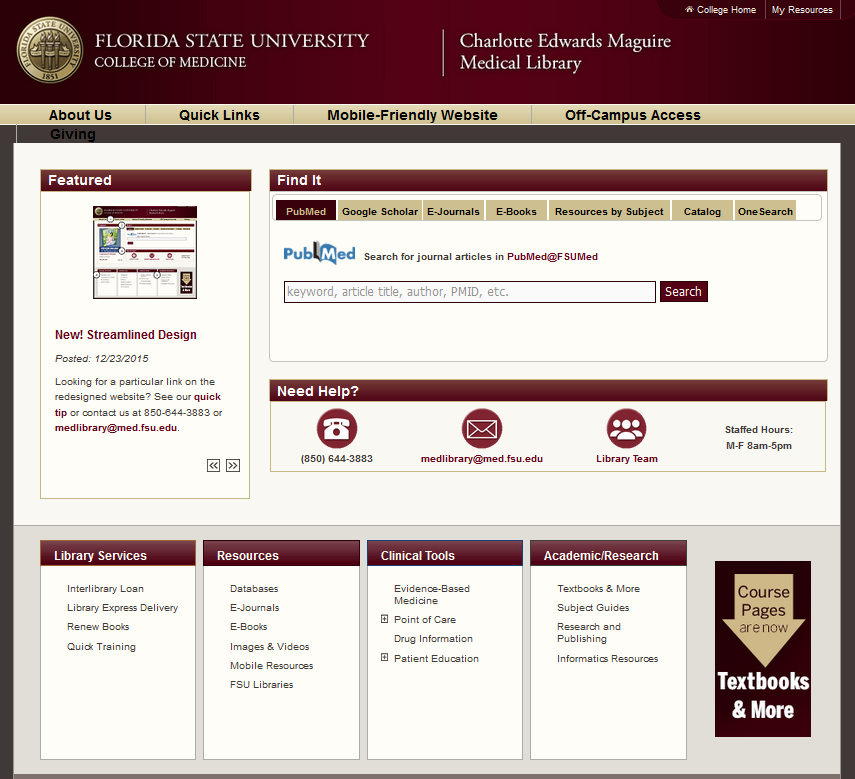 College Home
My Resources
FLORIDA STATE UNIVERSITY
COLLEGE OF MEDICINE
Charlotte Edwards Maguire
Medical Library
1851
About Us
Quick Links
Mobile-Friendly Website
Off-Campus Access
Giving
Featured
New! Streamlined Design
Posted: 12/23/2015
Looking for a particular link on the
redesigned website? See our quick
tip or contact us at 850-644-3883 or
medlibrary@med.fsu.edu.
Find It
PubMed
Google Scholar
E-Journals
E-Books
Resources by Subject
Catalog
OneSearch
PubMed
Search for journal articles in PubMed@FSUMed
keyword, article title, author, PMID, etc.
Search
Need Help?
(850) 644-3883
medlibrary@med.fsu.edu
Library Team
Staffed Hours:
M-F 8am-5pm
Library Services
Interlibrary Loan
Library Express Delivery
Renew Books
Quick Training
Resources
Databases
E-Journals
E-Books
Images & Videos
Mobile Resources
FSU Libraries
Clinical Tools
Evidence-Based
Medicine
Point of Care
Drug Information
Patient Education
Academic/Research
Textbooks & More
Subject Guides
Research and
Publishing
Informatics Resources
Course
Pages
are now
Textbooks
& More